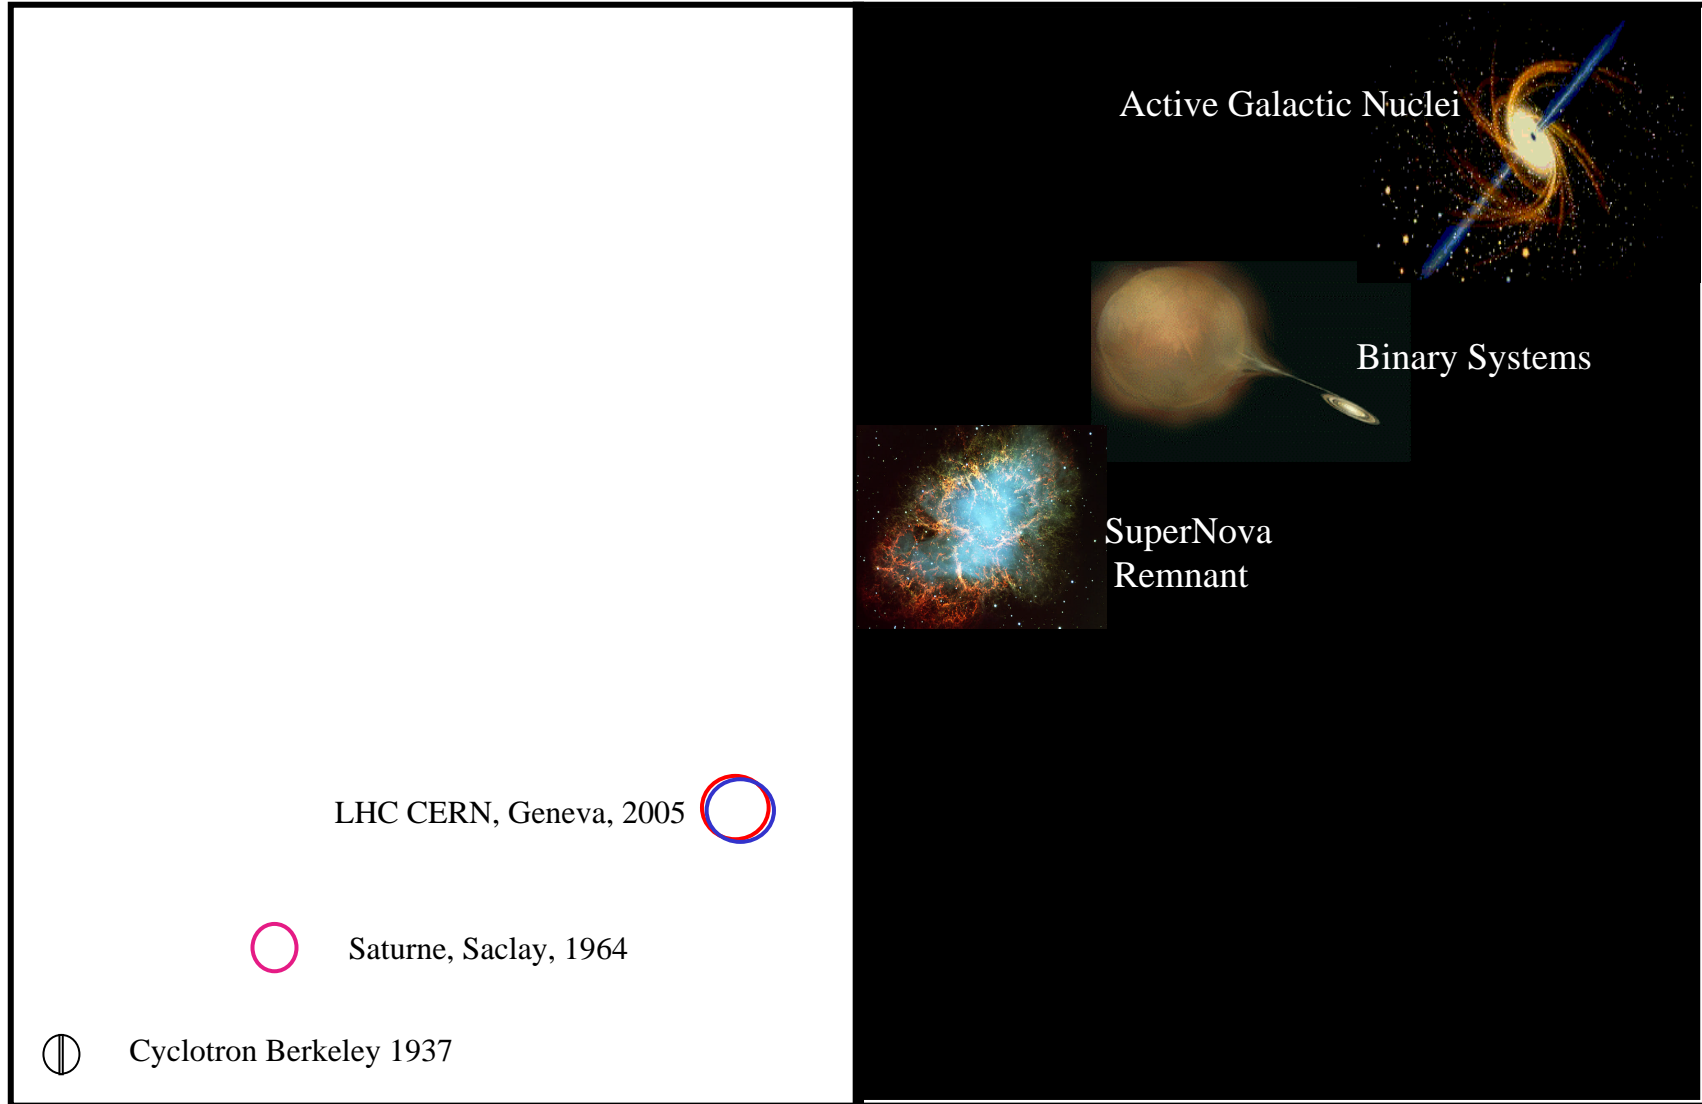 Active Galactic Nuclei
Binary Systems
SuperNova
Remnant
LHC CERN, Geneva, 2005
Saturne, Saclay, 1964
Cyclotron Berkeley 1937